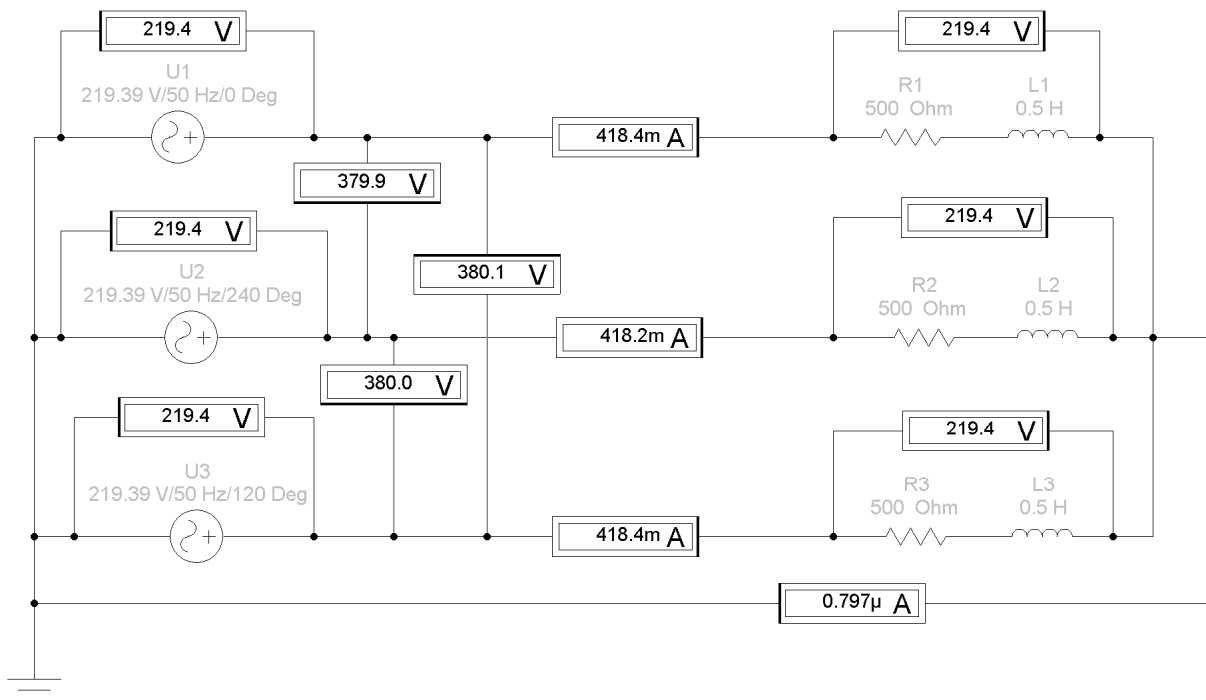 219.4 V
219.4 V
U1
219.39 V/50 Hz/0 Deg
R1
500 Ohm
L1
0.5 H
418.4m A
379.9 V
219.4 V
219.4 V
380.1 V
U2
219.39 V/50 Hz/240 Deg
R2
500 Ohm
L2
0.5 H
418.2m A
380.0 V
219.4 V
219.4 V
U3
219.39 V/50 Hz/120 Deg
R3
500 Ohm
L3
0.5 H
418.4m A
0.797µ A